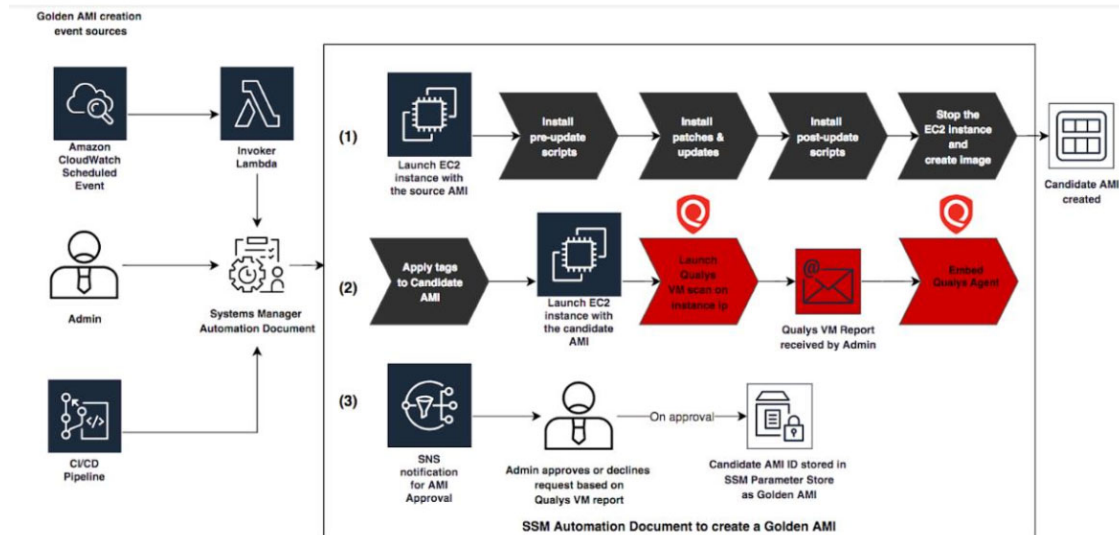 Golden AMI creation
event sources
Amazon
CloudWatch
Scheduled
Event
Invoker
Lambda
Admin
Systems Manager
Automation Document
CI/CD
Pipeline
(1)
Launch EC2
instance with
the source AMI
Install
pre-update
scripts
Install
patches &
updates
Install
post-update
scripts
Stop the
EC2 instance
and
create image
Candidate AMI
created
(2)
Apply tags
to Candidate
AMI
Launch EC2
instance with
the candidate
AMI
Launch
Qualys
VM scan on
instance ip
@
Qualys VM Report
received by Admin
Embed
Qualys Agent
(3)
SNS
notification
for AMI
Approval
Admin approves or declines
request based on
Qualys VM report
On approval
Candidate AMI ID stored in
SSM Parameter Store
as Golden AMI
SSM Automation Document to create a Golden AMI